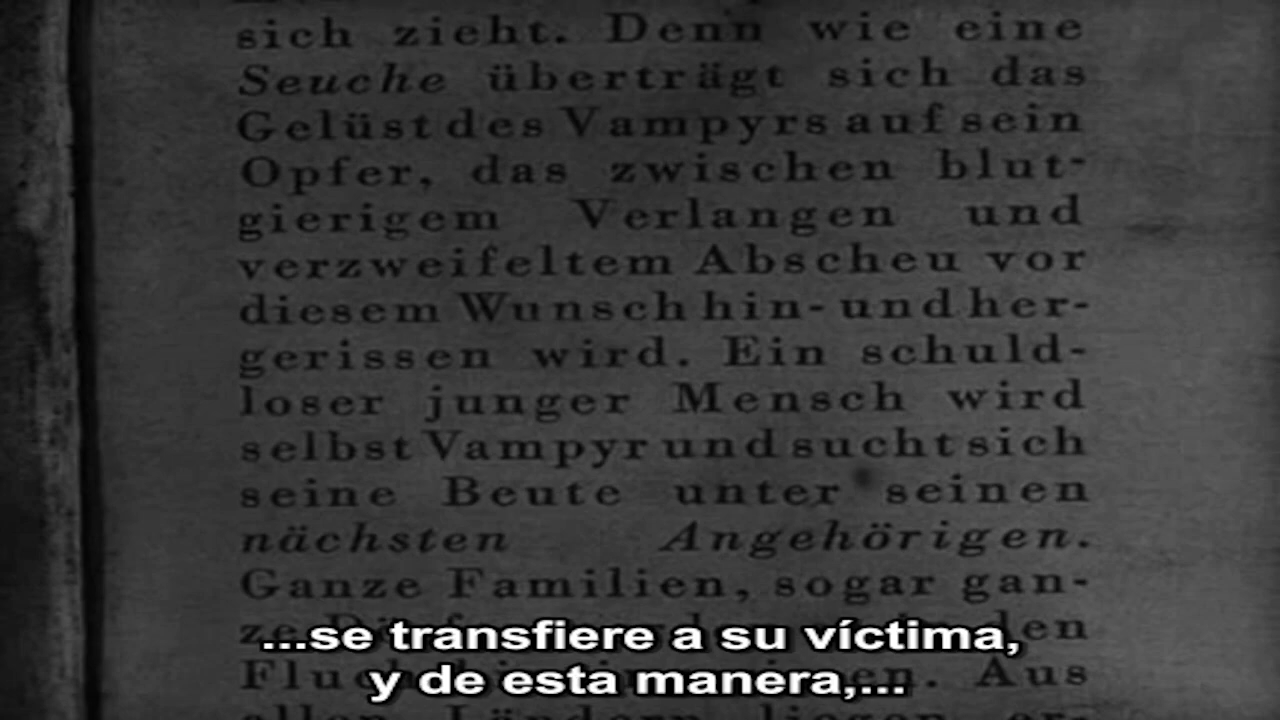 sich zieht. Denn wie eine
Seuche überträgt sich das
Gelüst des Vampyrs auf sein
Opfer, das zwischen blut-
gierigem Verlangen und
verzweifeltem Abscheu vor
diesem Wunsch hin- und her-
gerissen wird. Ein schuld-
loser junger Mensch wird
selbst Vampyr und sucht sich
seine Beute unter seinen
nächsten Angehörigen.
Ganze Familien, sogar gan-
...se transfiere a su víctima,
y de esta manera,...
Aus